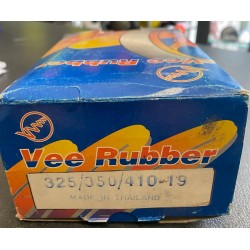 Vee Rubber
Vee Rubber
325/350/410-19
MADE IN THAILAND